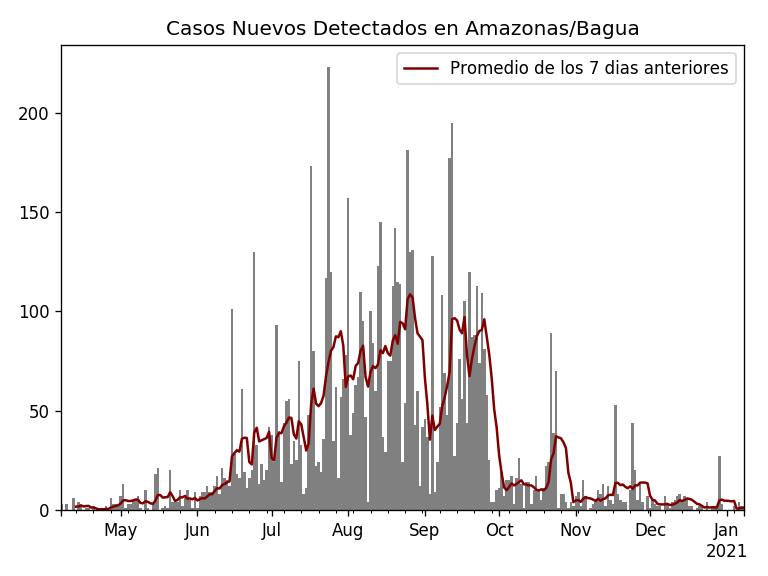 Casos Nuevos Detectados en Amazonas/Bagua
Promedio de los 7 dias anteriores
200
150
100
50
0
May Jun Jul Aug Sep Oct Nov Dec Jan
2021